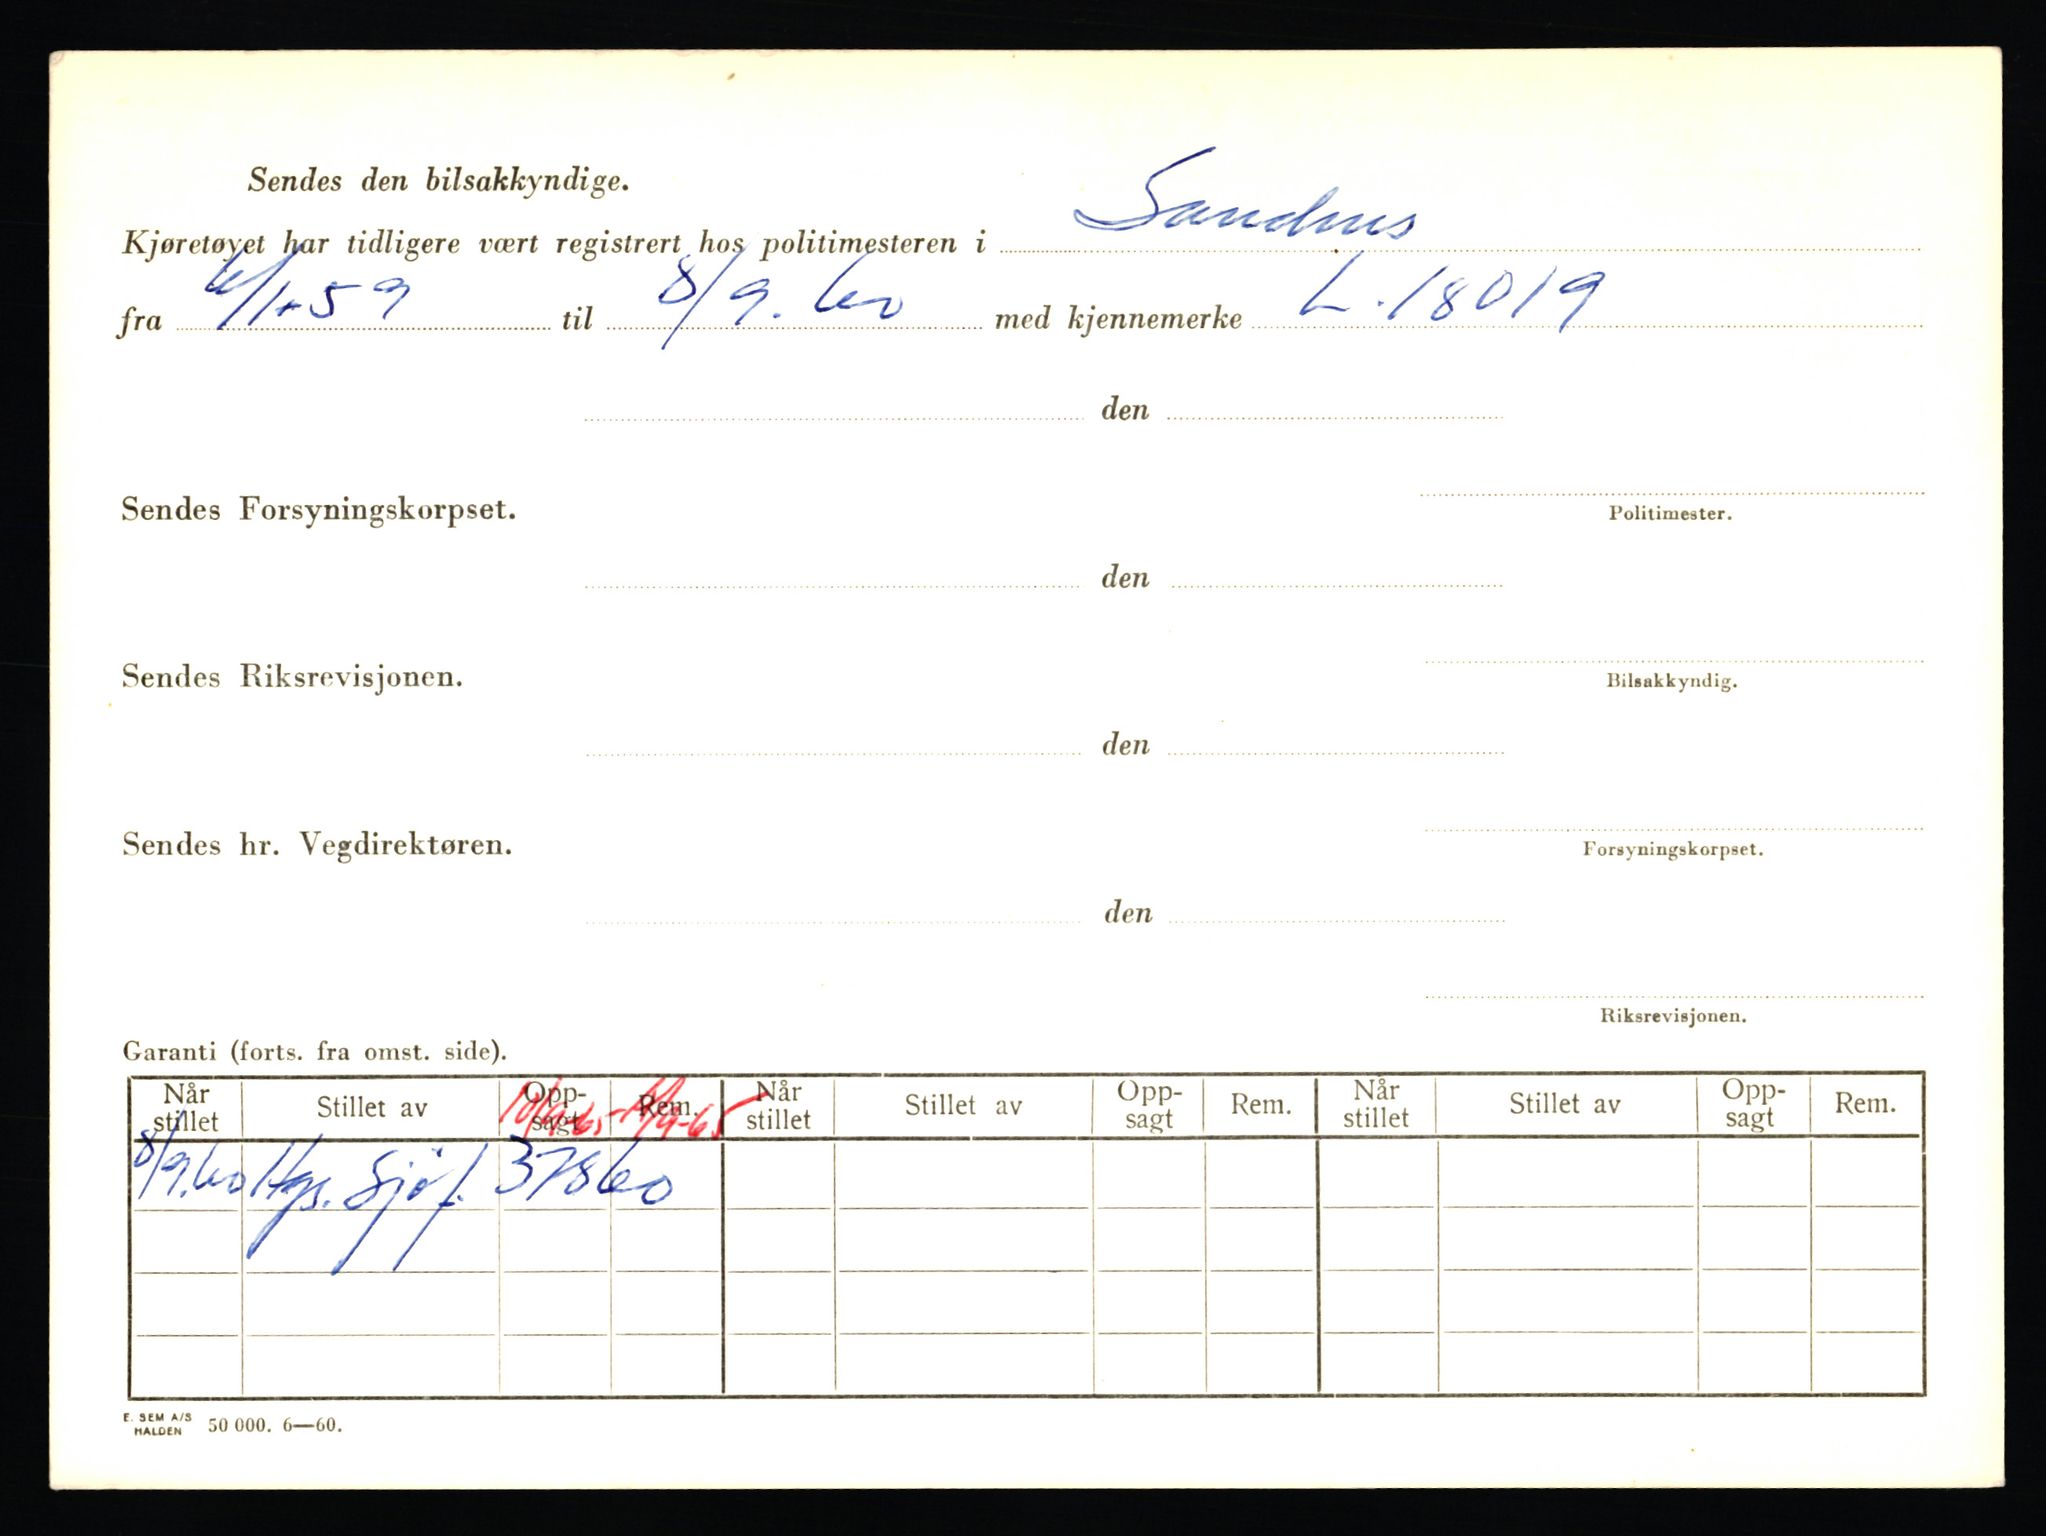 Sendes den bilsakkyndige.
Kjøretøyet har tidligere vært registrert hos politimesteren i Sandnes
fra 6/1-59 til 8/9.60 med kjennemerke L.18019
den
Sendes Forsyningskorpset.
Politimester.
den
Sendes Riksrevisjonen.
Bilsakkyndig.
den
Sendes hr. Vegdirektøren.
Forsyningskorpset.
den
Riksrevisjonen.
Garanti (forts. fra omst. side).
Når stillet Stillet av Opp-sagt Rem. Når stillet Stillet av Opp-sagt Rem. Når stillet Stillet av Opp-sagt Rem.
8/9.60 Hgs. Sjøf. 37860
E. SEM A/S
HALDEN 50 000. 6—60.